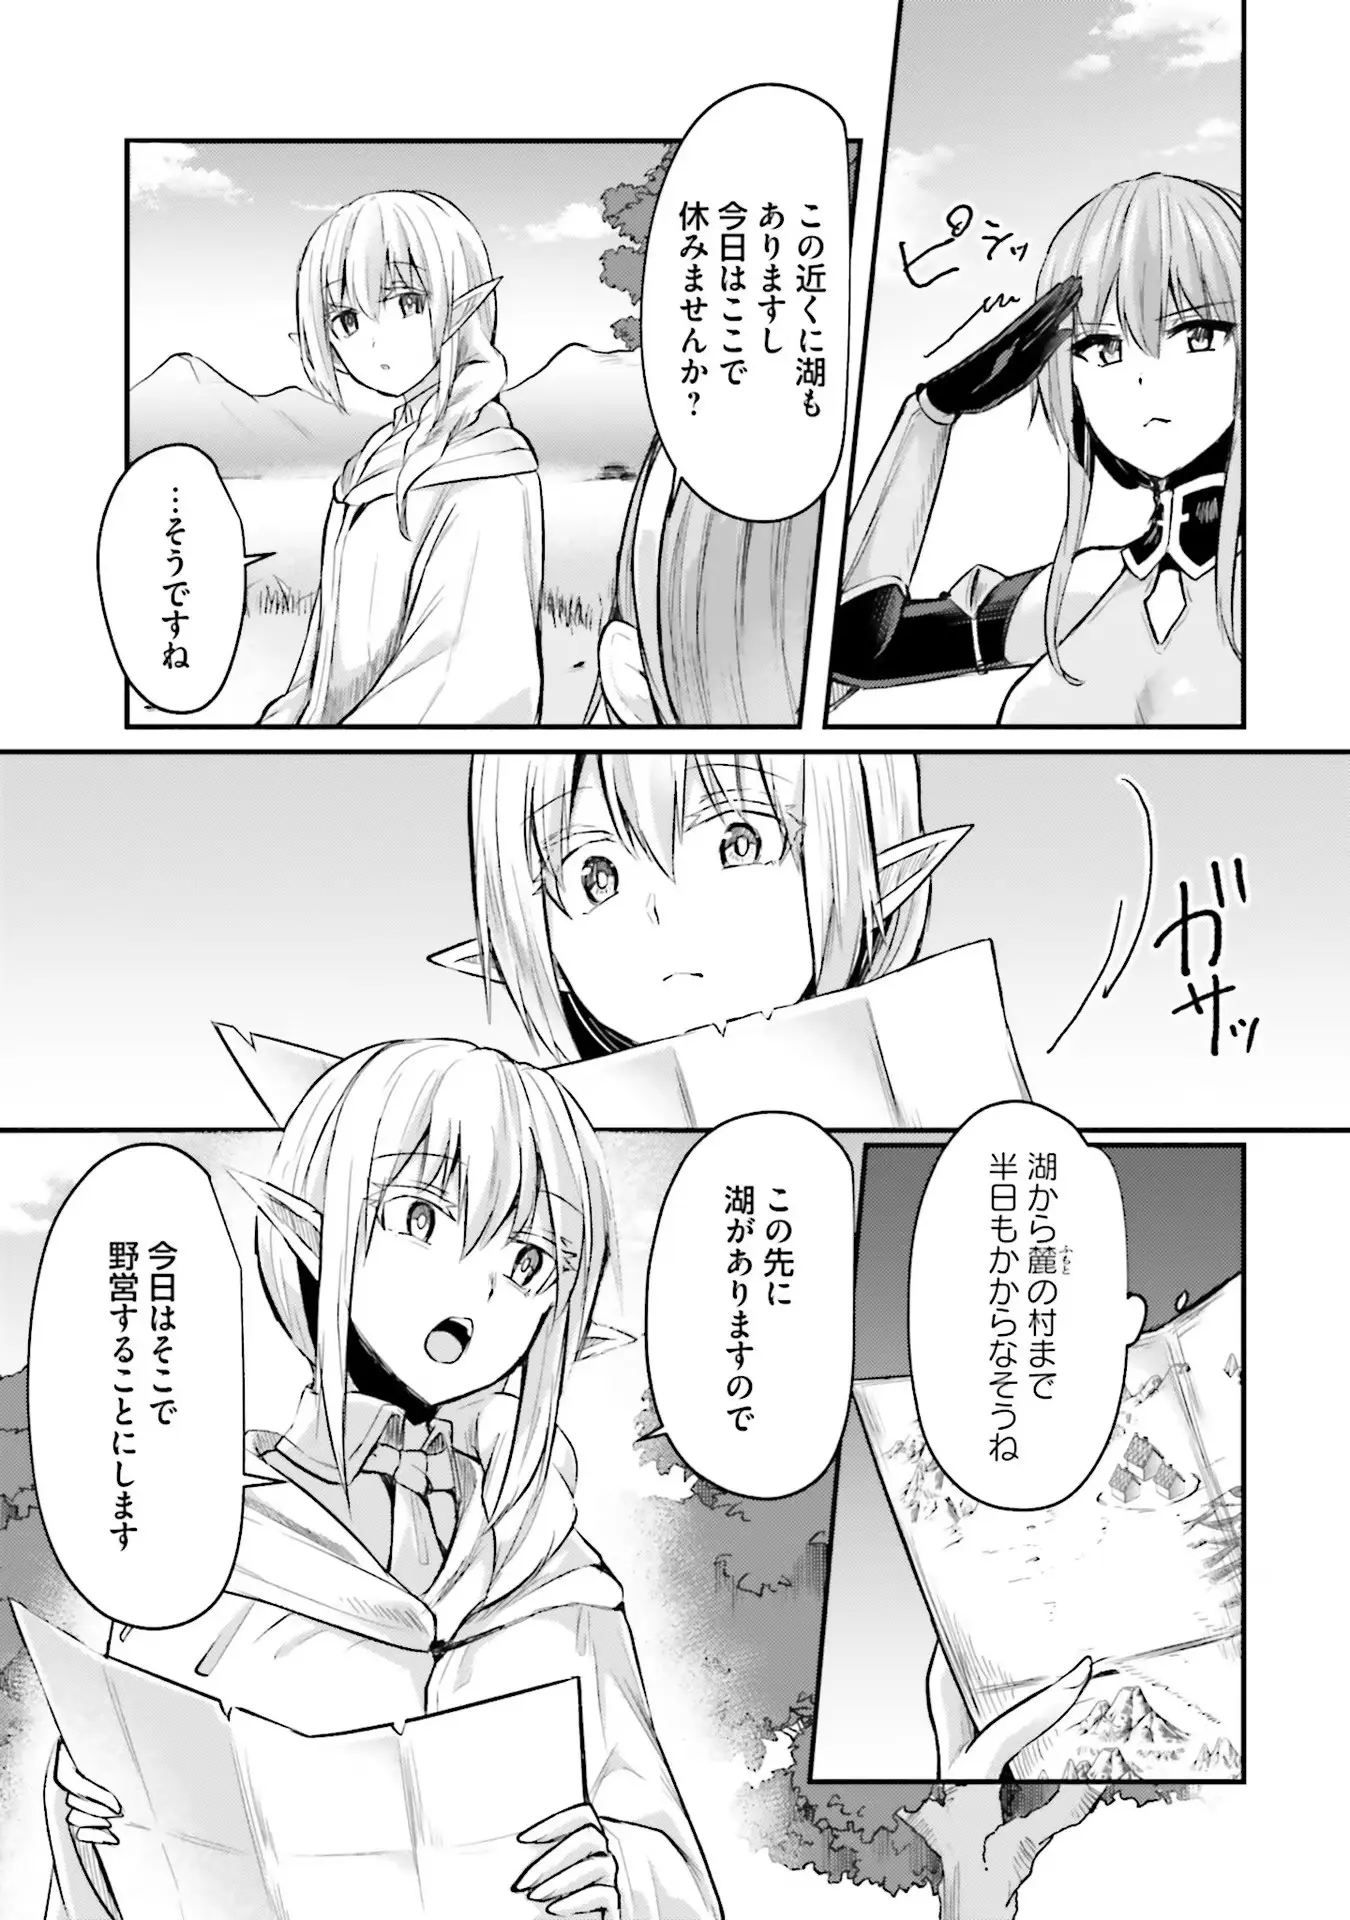 ピシッ
この近くに湖も
ありますし
今日はここで
休みませんか？
…そうですね
ガサッ
湖から麓の村まで
ふもと
半日もかからなそうね
この先に
湖がありますので
今日はそこで
野営することにします